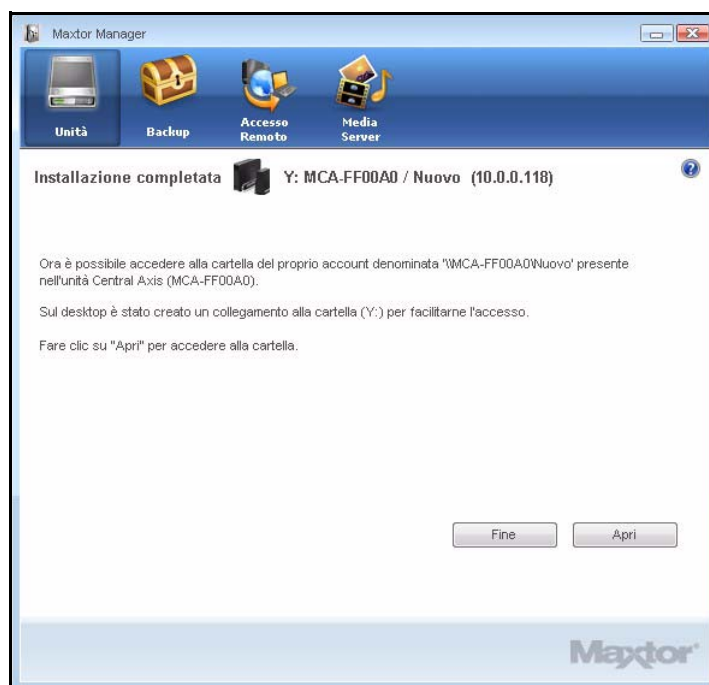 Maxtor Manager
Unità
Backup
Accesso
Remoto
Media
Server
Installazione completata
Y: MCA-FF00A0 / Nuovo (10.0.0.118)
Ora è possibile accedere alla cartella del proprio account denominata '\\MCA-FF00A0\Nuovo' presente
nell'unità Central Axis (MCA-FF00A0).
Sul desktop è stato creato un collegamento alla cartella (Y:) per facilitarne l'accesso.
Fare clic su "Apri" per accedere alla cartella.
Fine
Apri
Maxtor